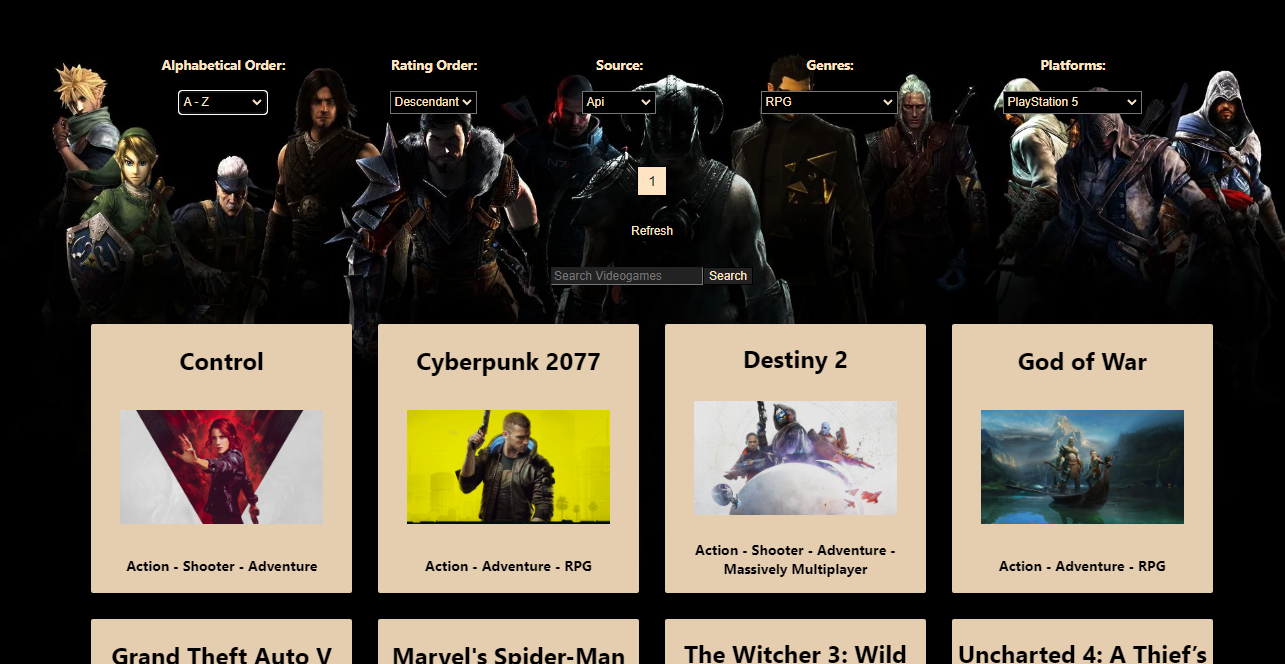 Alphabetical Order: Rating Order: Source: Genres: Platforms:
A - Z Descendant Api RPG PlayStation 5
N7
1
Refresh
Search Videogames Search
Control Cyberpunk 2077 Destiny 2 God of War
Action - Shooter - Adventure Action - Adventure - RPG Action - Shooter - Adventure - Action - Adventure - RPG
Massively Multiplayer
Grand Theft Auto V Marvel's Spider-Man The Witcher 3: Wild Uncharted 4: A Thief’s